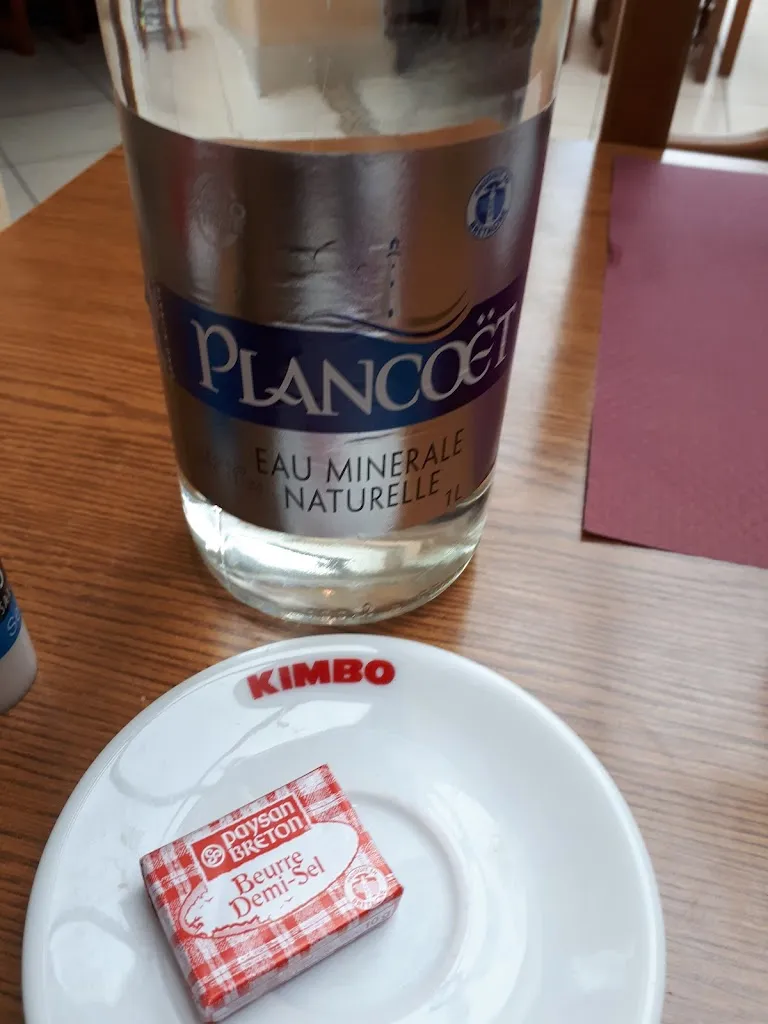 PLANCOËT
EAU MINERALE
NATURELLE 1L
KIMBO
paysan
BRETON
Beurre
Demi-Sel